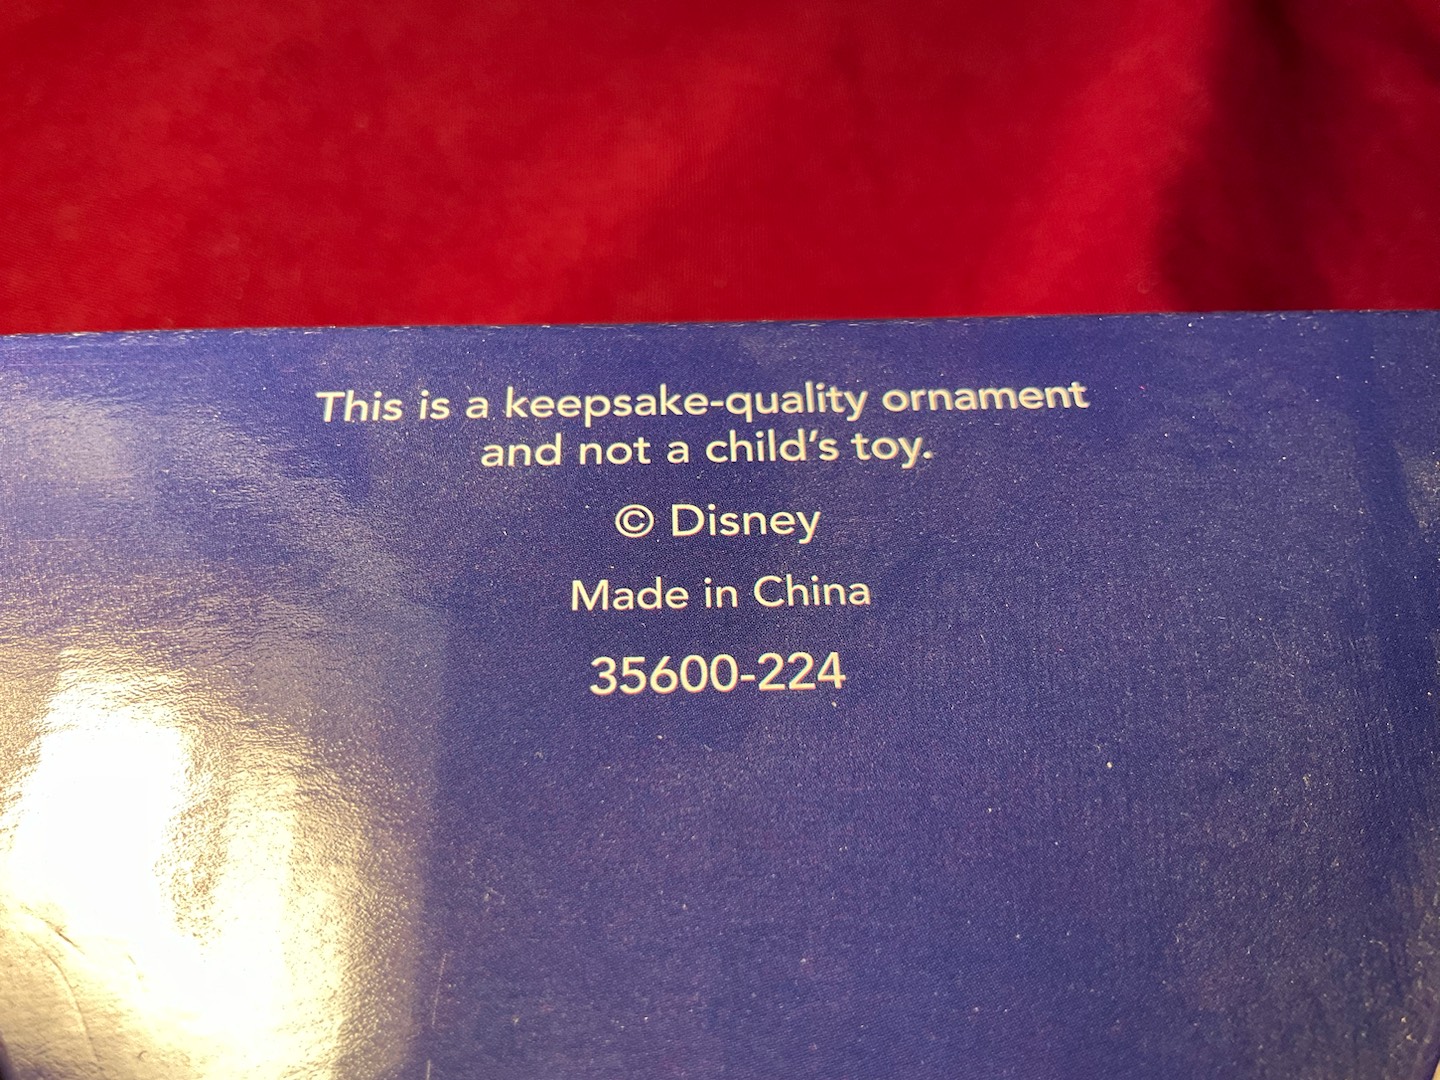 This is a keepsake-quality ornament
and not a child's toy.
© Disney
Made in China
35600-224